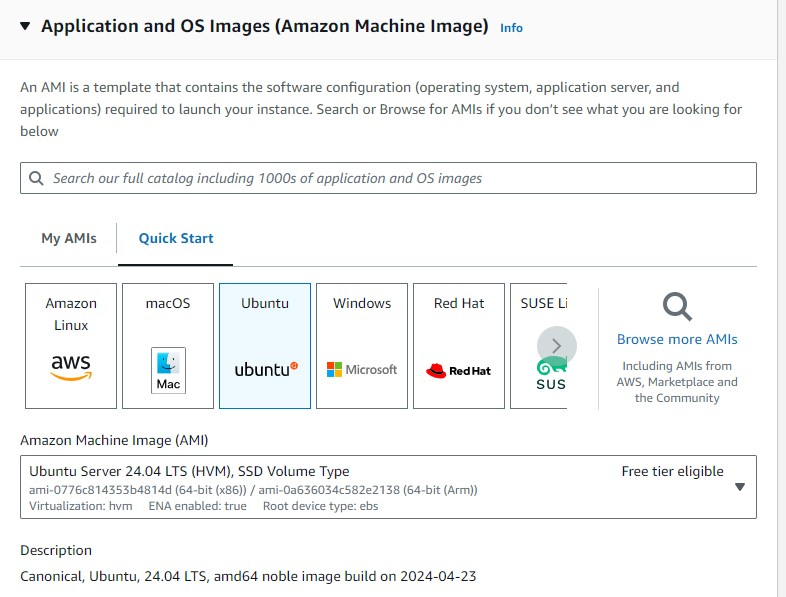 Application and OS Images (Amazon Machine Image) Info
An AMI is a template that contains the software configuration (operating system, application server, and
applications) required to launch your instance. Search or Browse for AMIs if you don't see what you are looking for
below
Search our full catalog including 1000s of application and OS images
My AMIs
Quick Start
Amazon
Linux
aws
macOS
Mac
Ubuntu
ubuntu
Windows
Microsoft
Red Hat
Red Hat
SUSE Li
SUS
Browse more AMIs
Including AMIs from
AWS, Marketplace and
the Community
Amazon Machine Image (AMI)
Ubuntu Server 24.04 LTS (HVM), SSD Volume Type
Free tier eligible
ami-0776c814353b4814d (64-bit (x86)) / ami-0a636034c582e2138 (64-bit (Arm))
Virtualization: hvm ENA enabled: true Root device type: ebs
Description
Canonical, Ubuntu, 24.04 LTS, amd64 noble image build on 2024-04-23